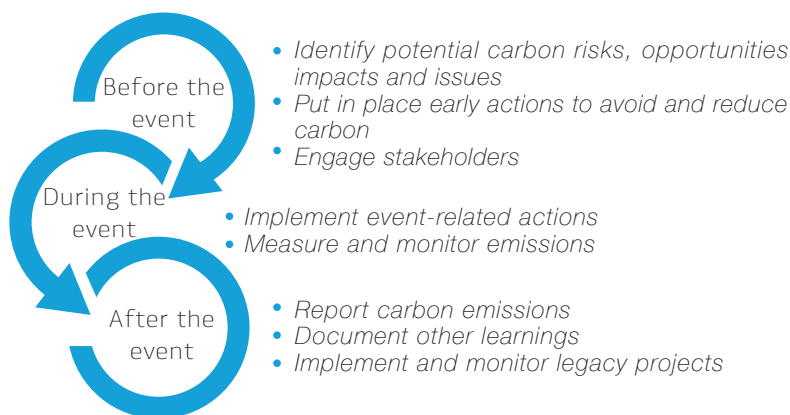 Before the
event
• Identify potential carbon risks, opportunities
impacts and issues
• Put in place early actions to avoid and reduce
carbon
• Engage stakeholders
During the
event
• Implement event-related actions
• Measure and monitor emissions
After the
event
• Report carbon emissions
• Document other learnings
• Implement and monitor legacy projects